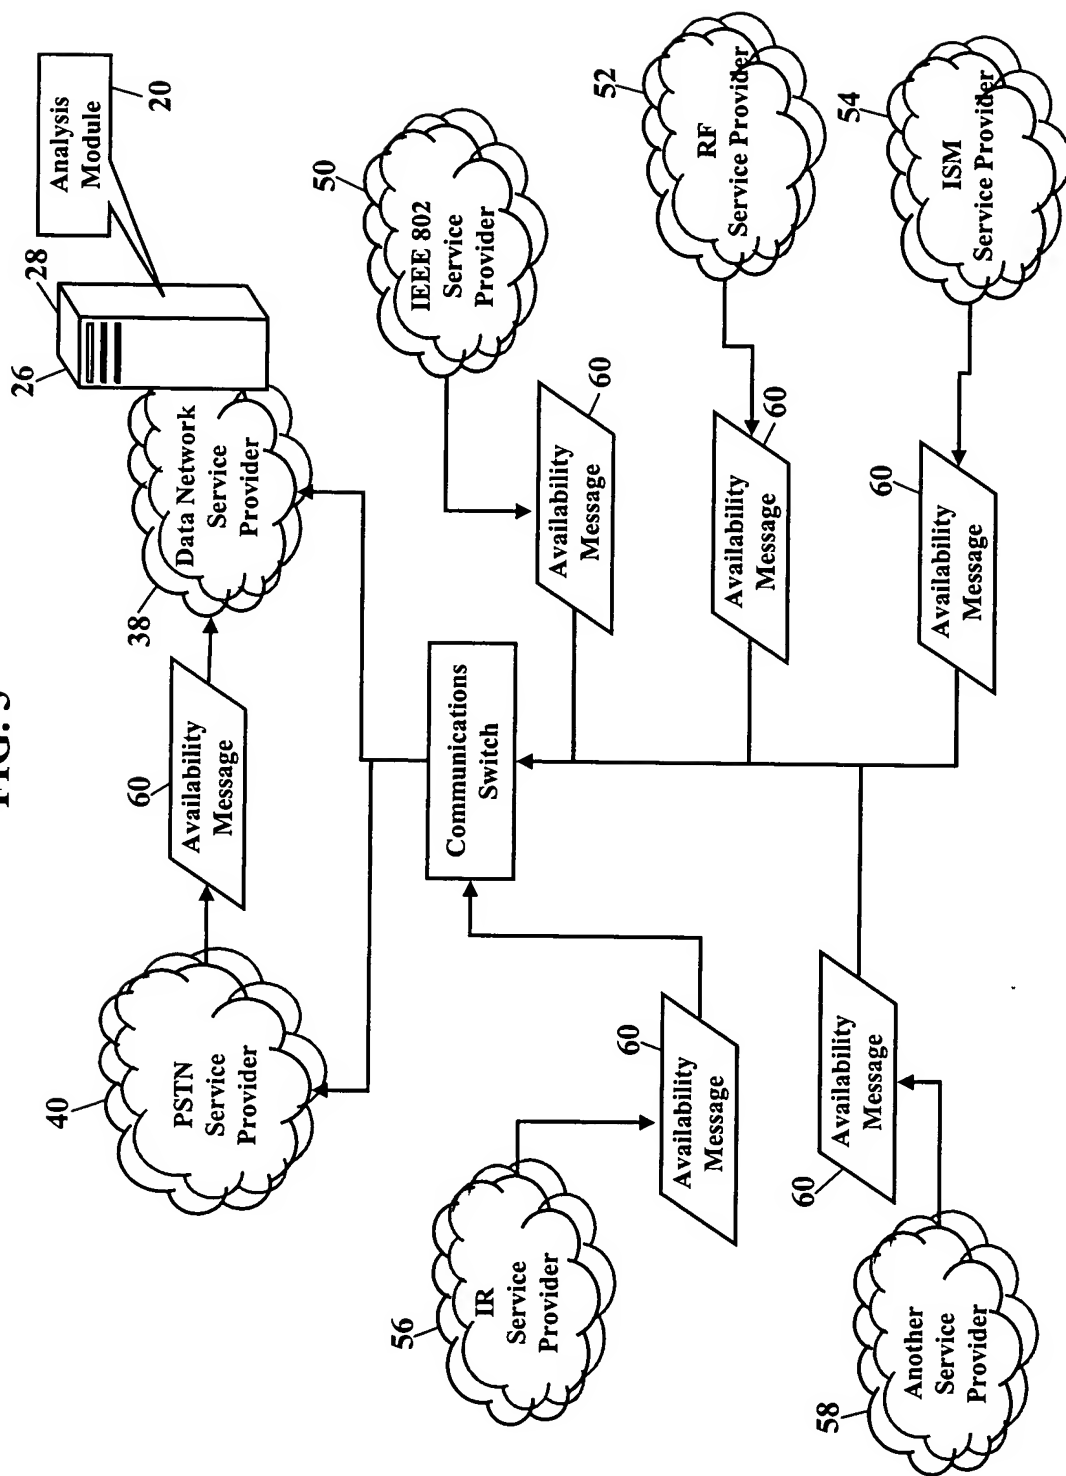 FIG.
40
PSTN
Service
Provider
60
Availability
Message
38
Data Network
Service
Provider
26
28
Analysis
Module
20
Communications
Switch
56
IR
Service
Provider
60
Availability
Message
50
IEEE 802
Service
Provider
60
Availability
Message
52
RF
Service Provider
60
Availability
Message
58
Another
Service
Provider
60
Availability
Message
54
ISM
Service Provider
60
Availability
Message